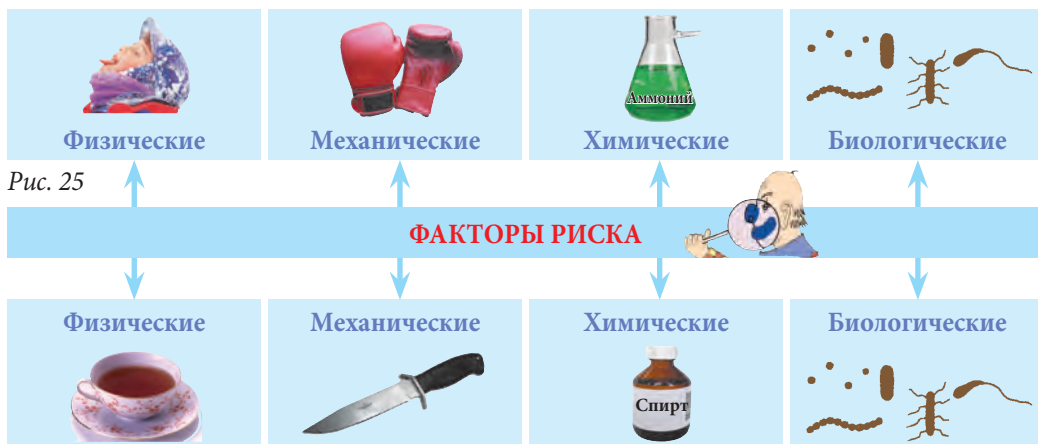 Аммоний
Физические
Механические
Химические
Биологические
Рис. 25
ФАКТОРЫ РИСКА
Физические
Механические
Химические
Биологические
Спирт